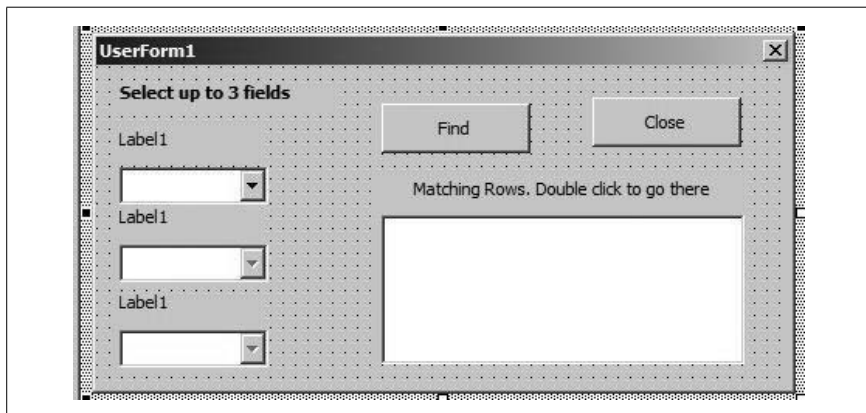 UserForm1
Select up to 3 fields
Label1
Label1
Label1
Find
Close
Matching Rows. Double click to go there